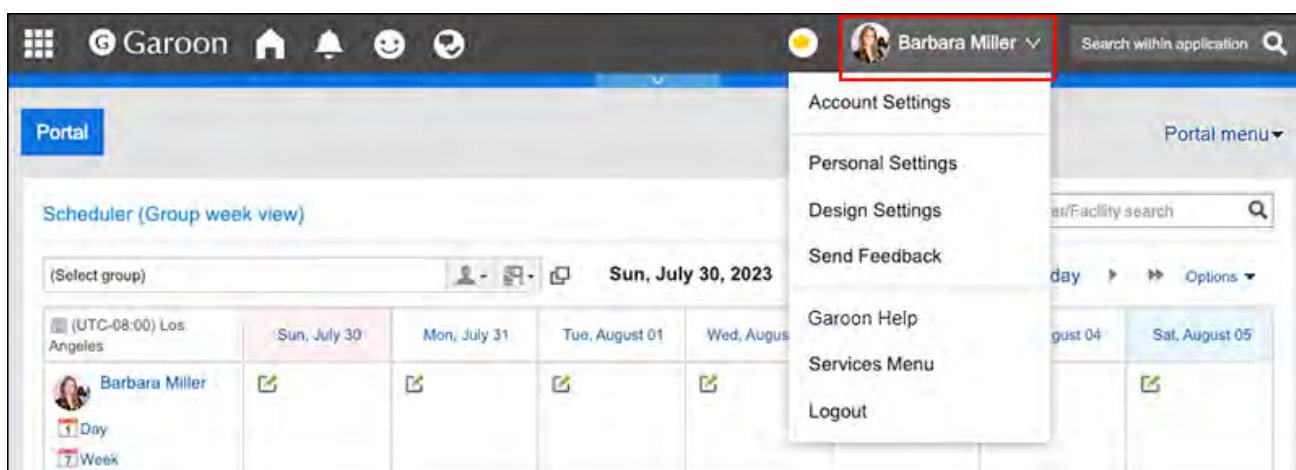 Garoon
Barbara Miller
Search within application
Account Settings
Portal
Portal menu
Personal Settings
Scheduler (Group week view)
Design Settings
er/Facility search
Send Feedback
(Select group)
Sun, July 30, 2023
day
Options
(UTC-08:00) Los
Angeles
Sun, July 30
Mon, July 31
Tue, August 01
Wed, Augus
Garoon Help
gust 04
Sat, August 05
Services Menu
Barbara Miller
Logout
1 Day
7 Week